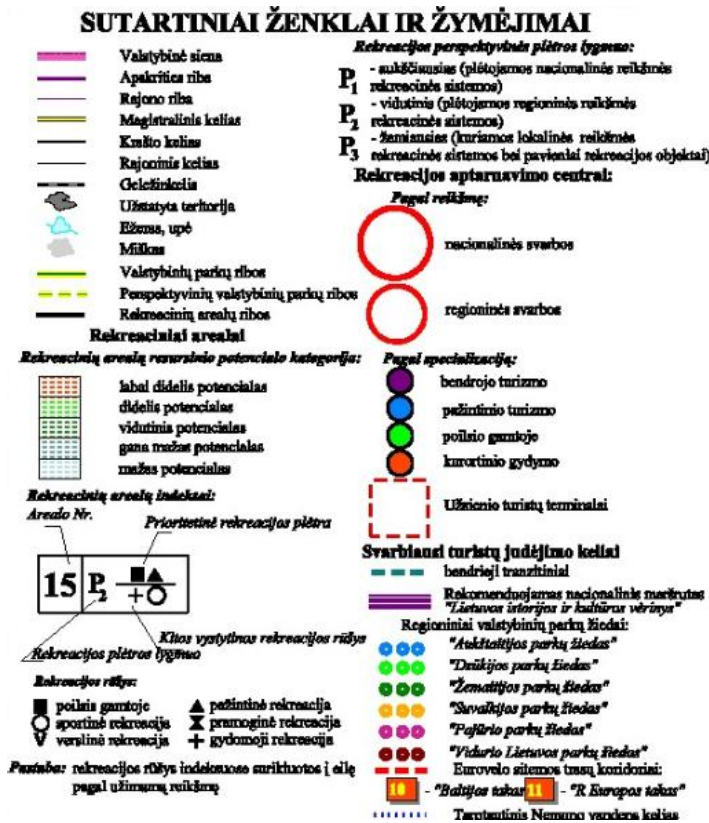 SUTARTINIAI ŽENKLAI IR ŽYMĖJIMAI
Valstybinė siena
Apskrities riba
Rajono riba
Magistralinis kelias
Krašto kelias
Rajoninis kelias
Geležinkelis
Užstatyta teritorija
Ežeras, upė
Miškas
Valstybinių parkų ribos
Perspektyvinių valstybinių parkų ribos
Rekreacinių arealų ribos
Rekreaciniai arealai
Rekreacinių arealų resursinio potencialo kategorija:
labai didelis potencialas
didelis potencialas
vidutinis potencialas
gana mažas potencialas
mažas potencialas
Rekreacinių arealų indeksai:
Arealo Nr.
Prioritetinė rekreacijos plėtra
15 P2
Kitos vystytinos rekreacijos rūšys
Rekreacijos plėtros lygmuo
Rekreacijos rūšys:
poilsis gamtoje
pažintinė rekreacija
sportinė rekreacija
pramoginė rekreacija
verslinė rekreacija
gydomoji rekreacija
Pastaba: rekreacijos rūšys indeksuose surikiuotos į eilę
pagal užimamą reikšmę
Rekreacijos perspektyvinės plėtros lygmuo:
P1 - aukščiausias (plėtojamos nacionalinės reikšmės
rekreacinės sistemos)
P2 - vidutinis (plėtojamos regioninės reikšmės
rekreacinės sistemos)
P3 - žemiausias (kuriamos lokalinės reikšmės
rekreacinės sistemos bei pavieniai rekreacijos objektai)
Rekreacijos aptarnavimo centrai:
Pagal reikšmę:
nacionalinės svarbos
regioninės svarbos
Pagal specializaciją:
bendrojo turizmo
pažintinio turizmo
poilsio gamtoje
kurortinio gydymo
Užsienio turistų terminalai
Svarbiausi turistų judėjimo keliai
bendrieji tranzitiniai
Rekomenduojamas nacionalinis maršrutas
"Lietuvos istorijos ir kultūros vėrinys"
Regioniniai valstybinių parkų žiedai:
"Aukštaitijos parkų žiedas"
"Dzūkijos parkų žiedas"
"Žemaitijos parkų žiedas"
"Suvalkijos parkų žiedas"
"Pajūrio parkų žiedas"
"Vidurio Lietuvos parkų žiedas"
Eurovelo sitemos trasų koridoriai:
10 - "Baltijos takas" 11 - "R Europos takas"
Tarptautinis Nemuno vandens kelias